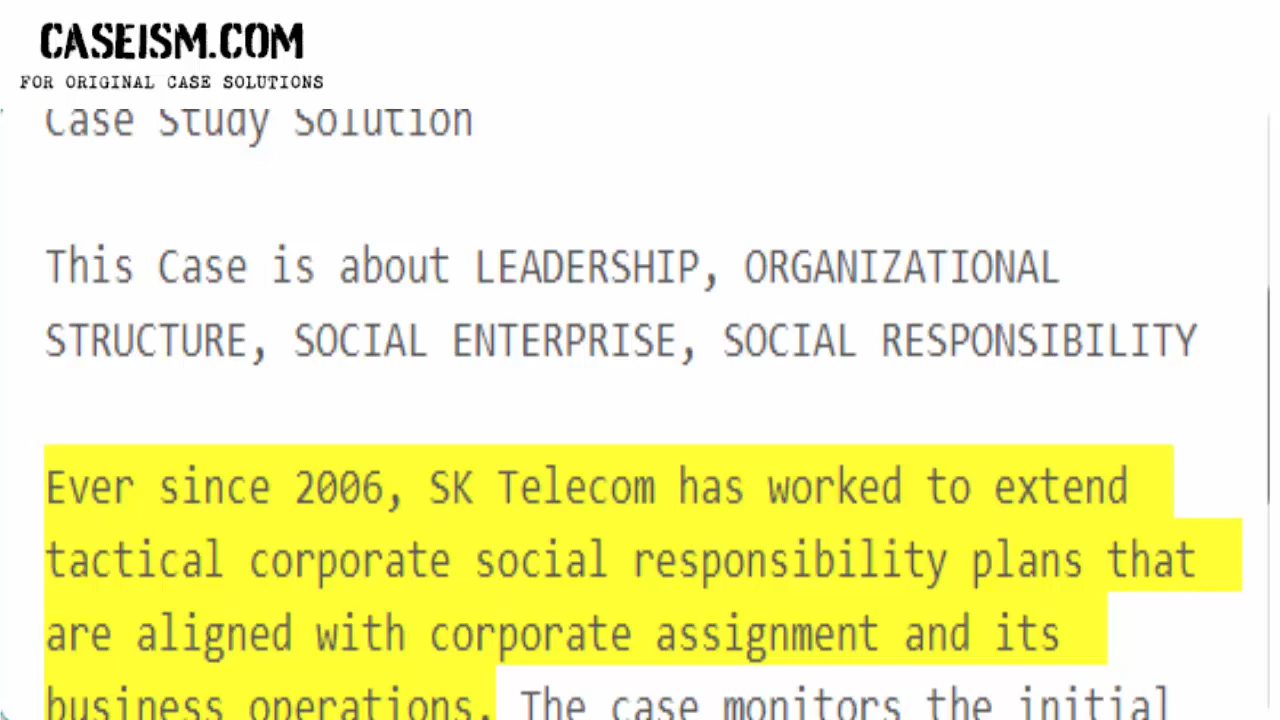 CASEISM.COM
FOR ORIGINAL CASE SOLUTIONS
Case Study Solution
This Case is about LEADERSHIP, ORGANIZATIONAL
STRUCTURE, SOCIAL ENTERPRISE, SOCIAL RESPONSIBILITY
Ever since 2006, SK Telecom has worked to extend
tactical corporate social responsibility plans that
are aligned with corporate assignment and its
business operations. The case monitors the initial